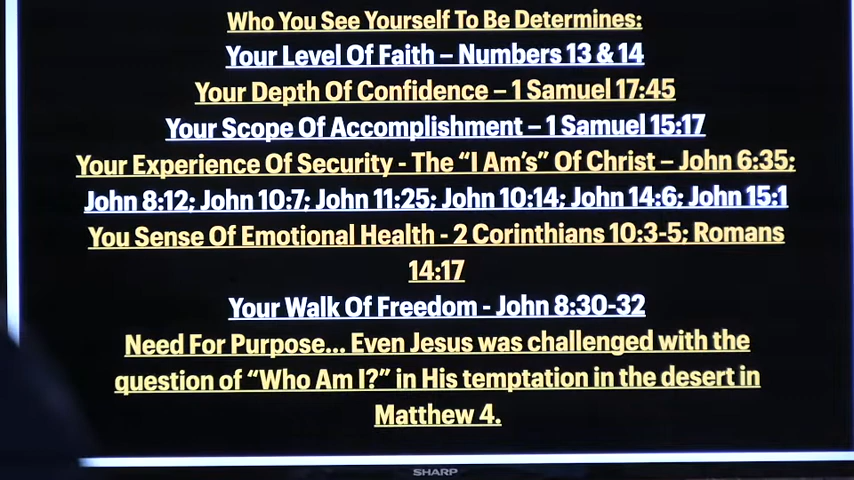 Who You See Yourself To Be Determines:
Your Level Of Faith – Numbers 13 & 14
Your Depth Of Confidence – 1 Samuel 17:45
Your Scope Of Accomplishment – 1 Samuel 15:17
Your Experience Of Security - The “I Am’s” Of Christ – John 6:35;
John 8:12; John 10:7; John 11:25; John 10:14; John 14:6; John 15:1
You Sense Of Emotional Health - 2 Corinthians 10:3-5; Romans
14:17
Your Walk Of Freedom - John 8:30-32
Need For Purpose... Even Jesus was challenged with the
question of “Who Am I?” in His temptation in the desert in
Matthew 4.
SHARP